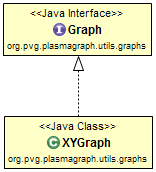 <<Java Interface>>
I Graph
org.pvg.plasmagraph.utils.graphs
<<Java Class>>
C XYGraph
org.pvg.plasmagraph.utils.graphs